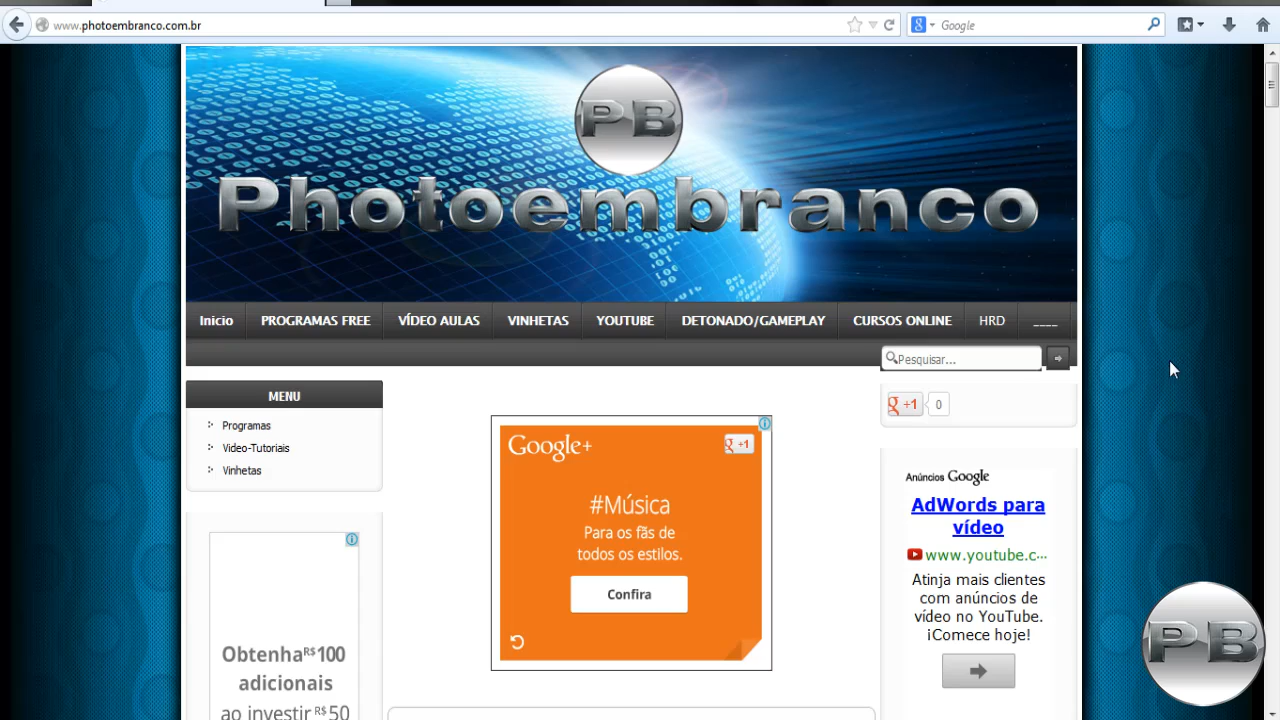 www.photoembranco.com.br
Google
PB
Photoembranco
Inicio PROGRAMAS FREE VÍDEO AULAS VINHETAS YOUTUBE DETONADO/GAMEPLAY CURSOS ONLINE HRD ____
Pesquisar...
MENU
Programas
Video-Tutoriais
Vinhetas
Obtenha R$100
adicionais
ao investir R$50
Google+
g +1
#Música
Para os fãs de
todos os estilos.
Confira
g +1 0
Anúncios Google
AdWords para
vídeo
www.youtube.c...
Atinja mais clientes
com anúncios de
vídeo no YouTube.
¡Comece hoje!
PB